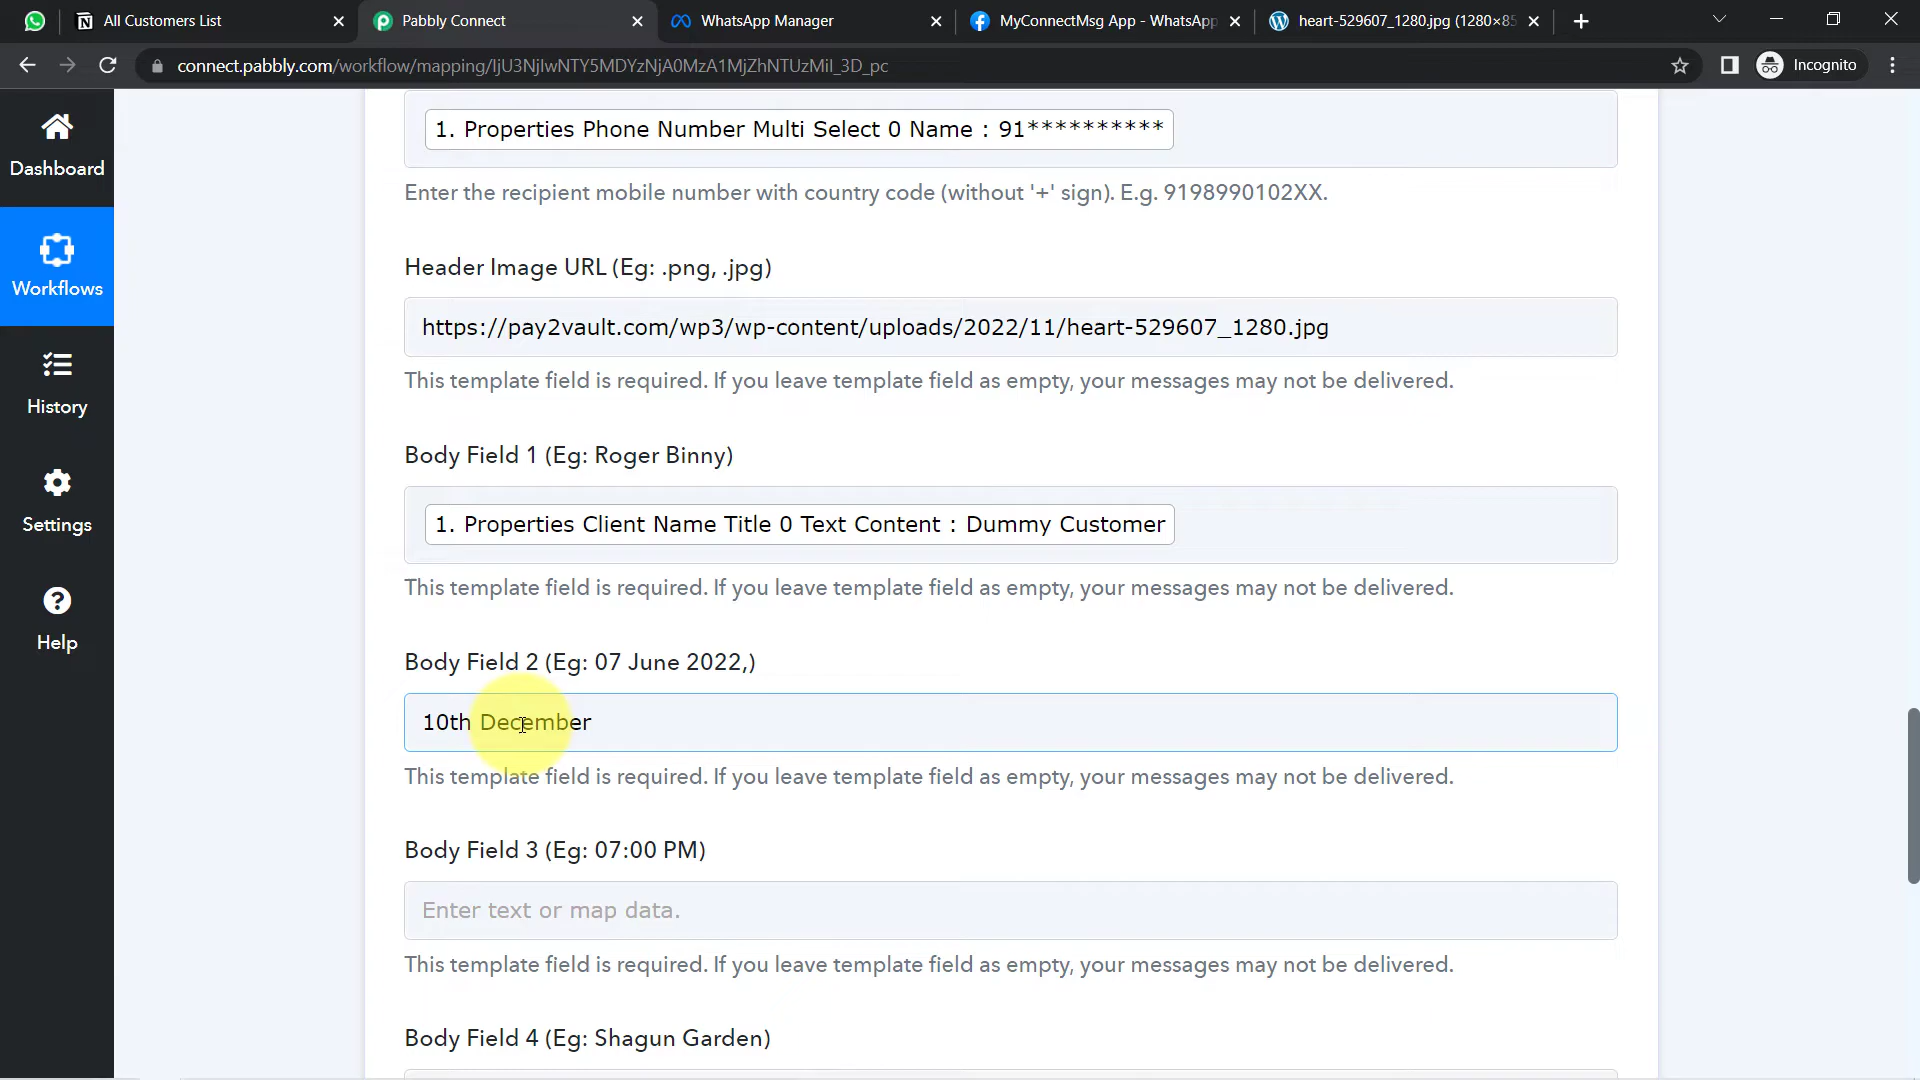 All Customers List
Pabbly Connect
WhatsApp Manager
MyConnectMsg App - WhatsApp
heart-529607_1280.jpg (1280×85
connect.pabbly.com/workflow/mapping/IjU3NjIwNTY5MDYzNjA0MzA1MjZhNTUzMiI_3D_pc
Incognito
Dashboard
Workflows
History
Settings
Help
1. Properties Phone Number Multi Select 0 Name : 91**********
Enter the recipient mobile number with country code (without '+' sign). E.g. 9198990102XX.
Header Image URL (Eg: .png, .jpg)
https://pay2vault.com/wp3/wp-content/uploads/2022/11/heart-529607_1280.jpg
This template field is required. If you leave template field as empty, your messages may not be delivered.
Body Field 1 (Eg: Roger Binny)
1. Properties Client Name Title 0 Text Content : Dummy Customer
This template field is required. If you leave template field as empty, your messages may not be delivered.
Body Field 2 (Eg: 07 June 2022,)
10th December
This template field is required. If you leave template field as empty, your messages may not be delivered.
Body Field 3 (Eg: 07:00 PM)
Enter text or map data.
This template field is required. If you leave template field as empty, your messages may not be delivered.
Body Field 4 (Eg: Shagun Garden)